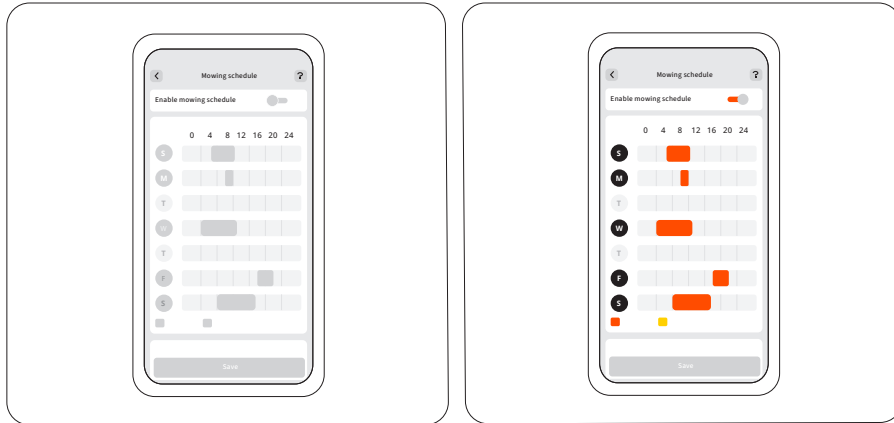 Mowing schedule ?
Enable mowing schedule
0 4 8 12 16 20 24
S
M
T
W
T
F
S
Save
Mowing schedule ?
Enable mowing schedule
0 4 8 12 16 20 24
S
M
T
W
T
F
S
Save